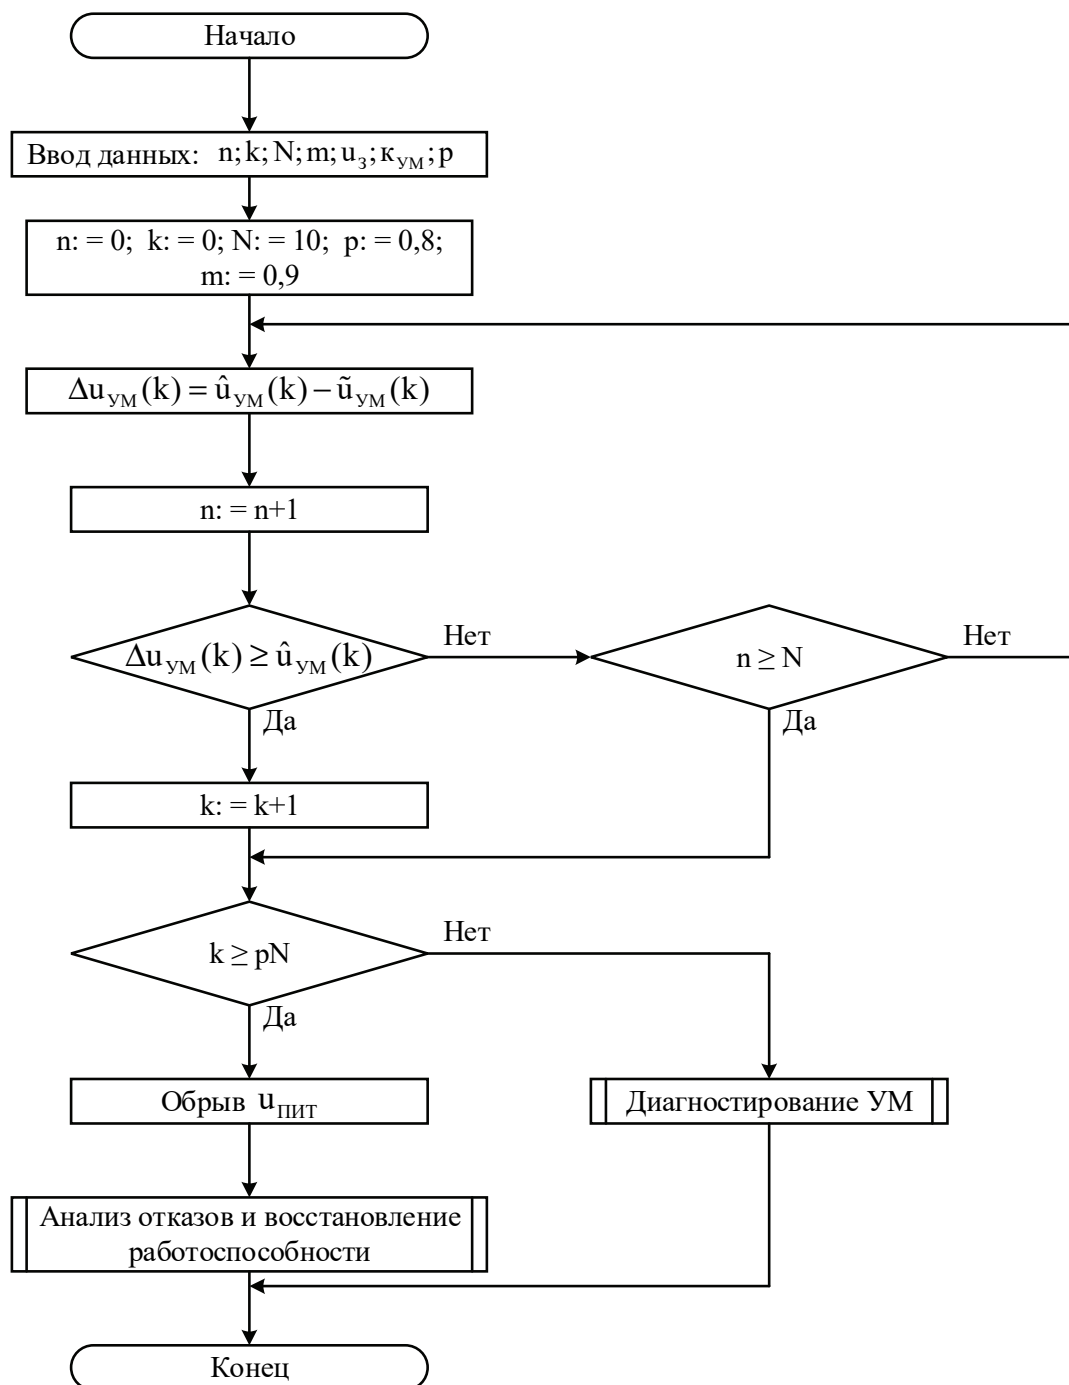 Начало
Ввод данных: n; k; N; m; u_З; к_УМ; p
n: = 0; k: = 0; N: = 10; p: = 0,8;
m: = 0,9
Δu_УМ(k) = û_УМ(k) − ũ_УМ(k)
n: = n+1
Δu_УМ(k) ≥ û_УМ(k)
Нет
n ≥ N
Нет
Да
Да
k: = k+1
k ≥ pN
Нет
Да
Обрыв u_ПИТ
Диагностирование УМ
Анализ отказов и восстановление
работоспособности
Конец